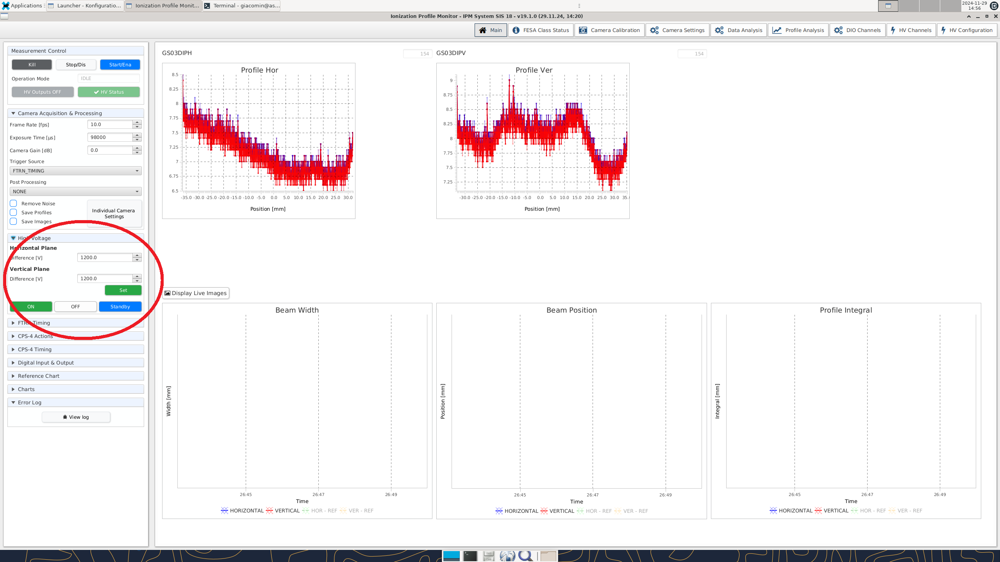 Applications
Launcher - Konfiguratio...
Ionization Profile Monit...
Terminal - giacomin@as...
2024-11-29
14:56
Ionization Profile Monitor - IPM System SIS 18 - v19.1.0 (29.11.24, 14:20)
Main
FESA Class Status
Camera Calibration
Camera Settings
Data Analysis
Profile Analysis
DIO Channels
HV Channels
HV Configuration
Measurement Control
Kill
Stop/Dis
Start/Ena
Operation Mode
IDLE
HV Outputs OFF
HV Status
Camera Acquisition & Processing
Frame Rate [fps]
10.0
Exposure Time [µs]
98000
Camera Gain [dB]
0.0
Trigger Source
FTRN_TIMING
Post Processing
NONE
Remove Noise
Save Profiles
Save Images
Individual Camera
Settings
High Voltage
Horizontal Plane
Difference [V]
1200.0
Vertical Plane
Difference [V]
1200.0
Set
ON
OFF
Standby
FTRN Timing
CPS-4 Actions
CPS-4 Timing
Digital Input & Output
Reference Chart
Charts
Error Log
View log
GS03DIPH
154
Profile Hor
8.5
8.25
8
7.75
7.5
7.25
7
6.75
6.5
-35.0 -30.0 -25.0 -20.0 -15.0 -10.0 -5.0 0.0 5.0 10.0 15.0 20.0 25.0 30.0
Position [mm]
GS03DIPV
154
Profile Ver
9
8.75
8.5
8.25
8
7.75
7.5
7.25
-30.0 -25.0 -20.0 -15.0 -10.0 -5.0 0.0 5.0 10.0 15.0 20.0 25.0 30.0 35.
Position [mm]
Display Live Images
Beam Width
Width [mm]
26:45 26:47 26:49
Time
HORIZONTAL VERTICAL HOR - REF VER - REF
Beam Position
Position [mm]
26:45 26:47 26:49
Time
HORIZONTAL VERTICAL HOR - REF VER - REF
Profile Integral
Integral [mm]
26:45 26:47 26:49
Time
HORIZONTAL VERTICAL HOR - REF VER - REF